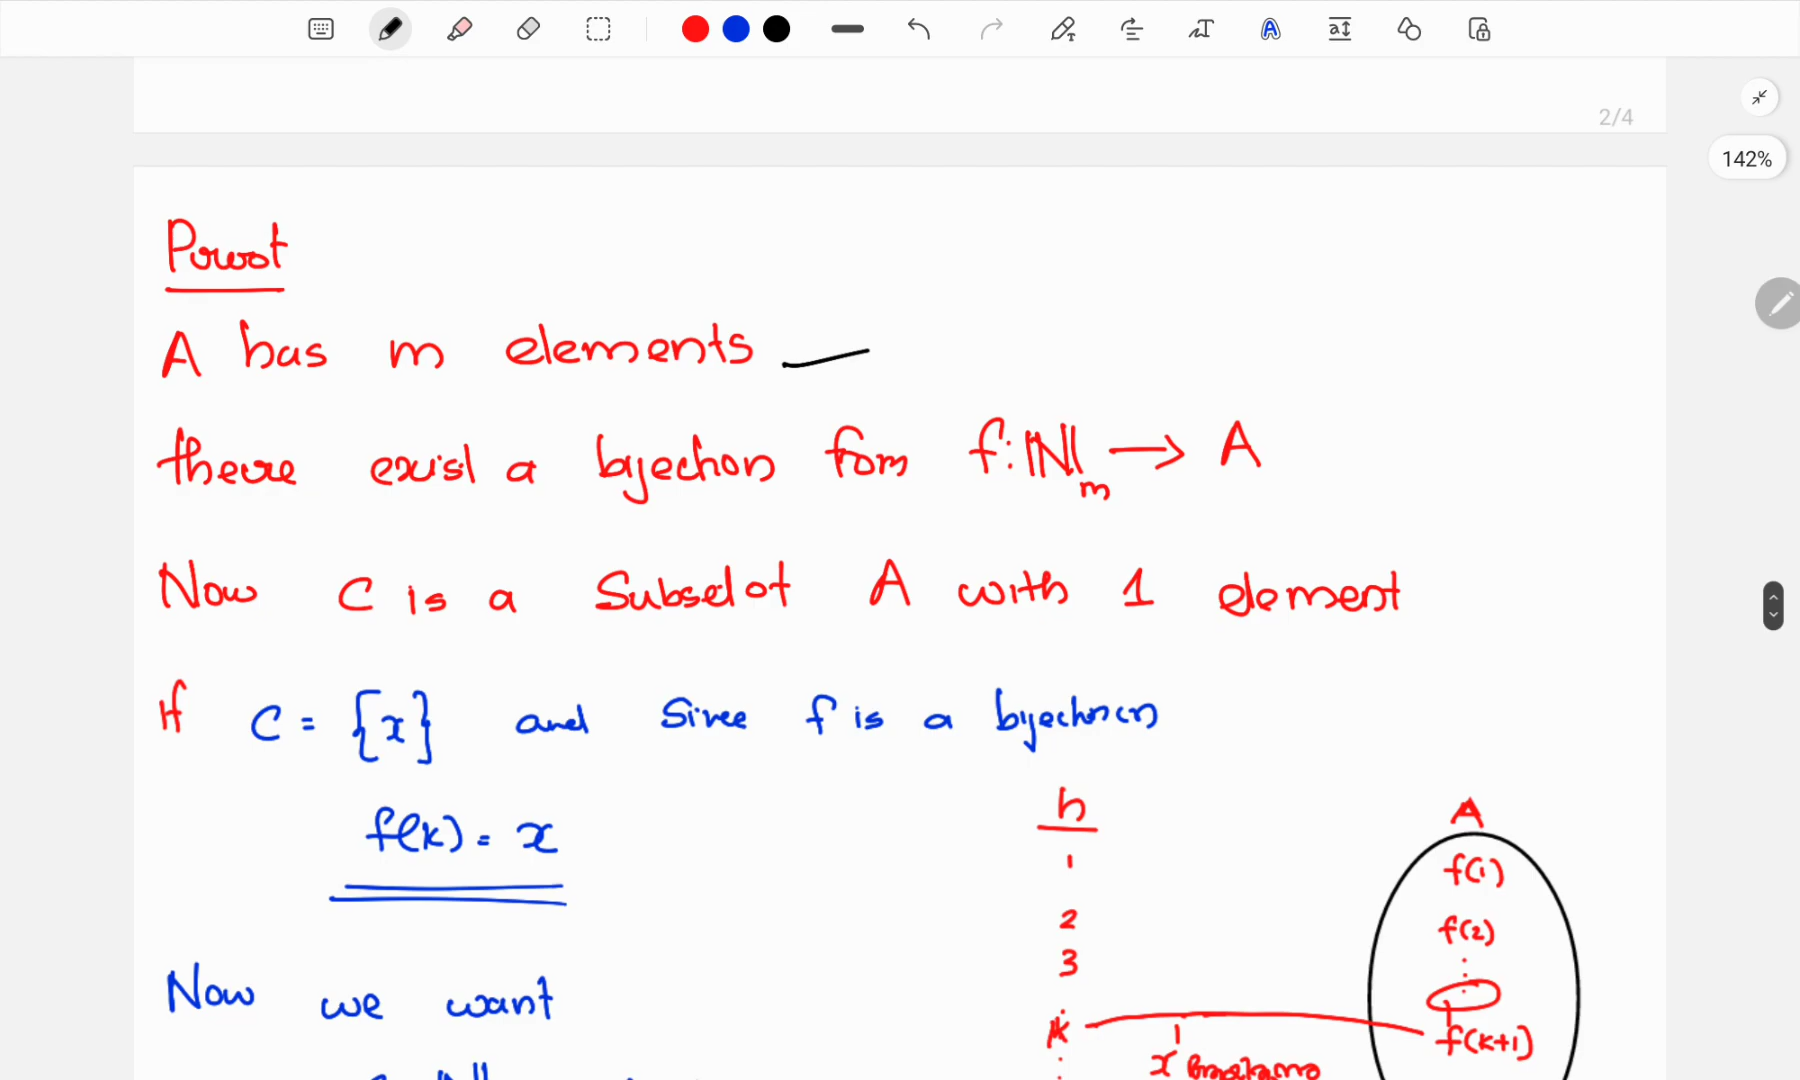 2/4
142%
Proof
A has m elements
there exist a bijection from f: ℕₘ → A
Now C is a Subset of A with 1 element
If C = {x} and Since f is a bijection
f(k) = x
h
A
1
f(1)
2
f(2)
3
Now we want
k
f(k+1)
x